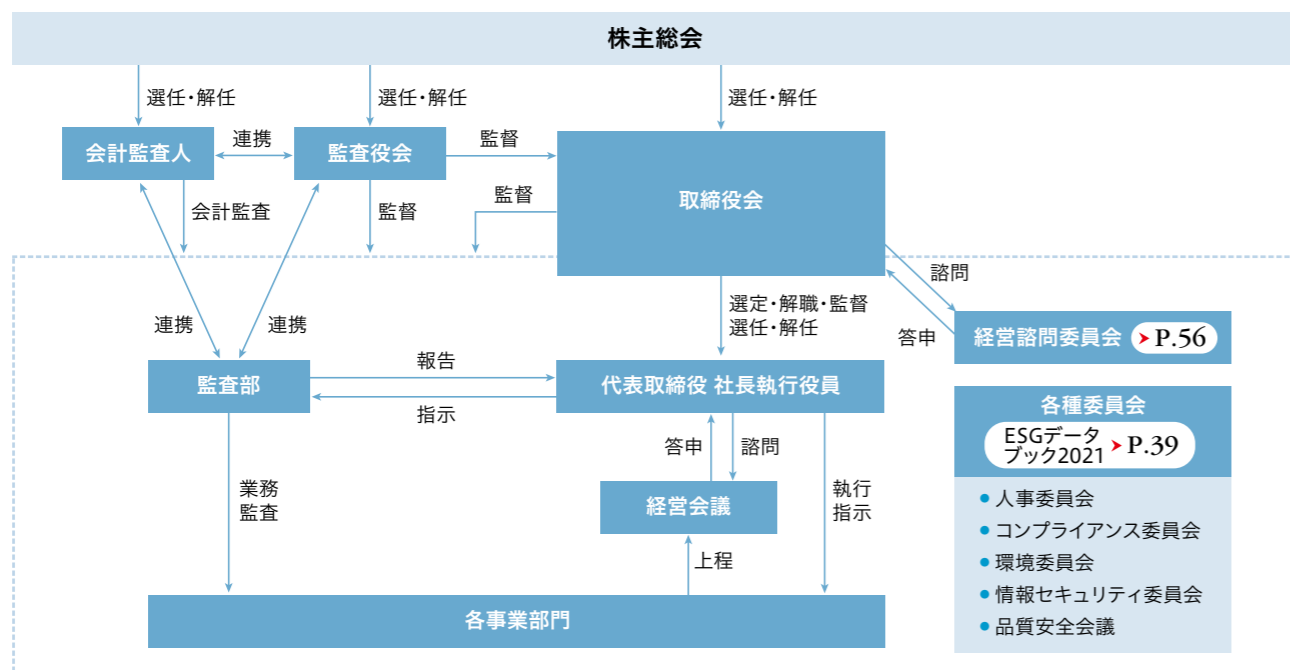 株主総会
選任・解任
選任・解任
選任・解任
会計監査人
連携
監査役会
監督
取締役会
会計監査
監督
監督
諮問
答申
経営諮問委員会 P.56
連携
連携
選定・解職・監督
選任・解任
監査部
報告
指示
代表取締役 社長執行役員
各種委員会
ESGデータ
ブック2021 P.39
人事委員会
コンプライアンス委員会
環境委員会
情報セキュリティ委員会
品質安全会議
答申
諮問
業務
監査
経営会議
執行
指示
上程
各事業部門